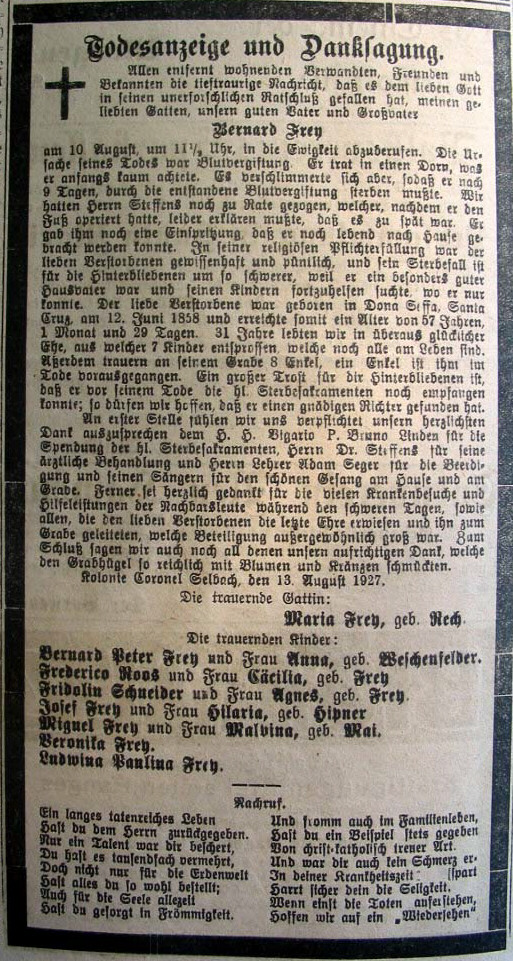 Todesanzeige und Danksagung.
Allen entfernt wohnenden Verwandten, Freunden und
Bekannten die tieftraurige Nachricht, daß es dem lieben Gott
in seinen unerforschlichen Ratschluß gefallen hat, meinen ge-
liebten Gatten, unsern guten Vater und Großvater
Bernard Frey
am 10 August, um 11½ Uhr, in die Ewigkeit abzuberufen. Die Ur-
sache seines Todes war Blutvergiftung. Er trat in einen Dorn, was
er anfangs kaum achtete. Es verschlimmerte sich aber, sodaß er nach
9 Tagen, durch die entstandene Blutvergiftung sterben mußte. Wir
hatten Herrn Steffens noch zu Rate gezogen, welcher, nachdem er den
Fuß operiert hatte, leider erklären mußte, daß es zu spät war. Er
gab ihm noch eine Einspritzung, daß er noch lebend nach Hause ge-
bracht werden konnte. In seiner religiösen Pflichterfüllung war der
lieben Verstorbenen gewissenhaft und pünktlich, und sein Sterbefall ist
für die Hinterbliebenen um so schwerer, weil er ein besonders guter
Hausvater war und seinen Kindern fortzuhelfen suchte, wo er nur
konnte. Der liebe Verstorbene war geboren in Dona Sffa, Santa
Cruz, am 12. Juni 1858 und erreichte somit ein Alter von 57 Jahren,
1 Monat und 29 Tagen. 31 Jahre lebten wir in überaus glücklicher
Ehe, aus welcher 7 Kinder entsprossen, welche noch alle am Leben sind.
Außerdem trauern an seinem Grabe 8 Enkel, ein Enkel ist ihm im
Tode vorausgegangen. Ein großer Trost für dir Hinterbliebenen ist,
daß er vor seinem Tode die hl. Sterbesakramenten noch empfangen
konnte; so dürfen wir hoffen, daß er einen gnädigen Richter gefunden hat.
An erster Stelle fühlen wir uns verpflichtet unsern herzlichsten
Dank auszusprechen dem H. H. Vigario P. Bruno Linden für die
Spendung der hl. Sterbesakramenten, Herrn Dr. Steffens für seine
ärztliche Behandlung und Herrn Lehrer Adam Seger für die Beerdi-
gung und seinen Sängern für den schönen Gesang am Hause und am
Grabe. Ferner sei herzlich gedankt für die vielen Krankenbesuche und
Hilfeleistungen der Nachbarsleute während den schweren Tagen, sowie
allen, die den lieben Verstorbenen die letzte Ehre erwiesen und ihn zum
Grabe geleiteten, welche Beteiligung außergewöhnlich groß war. Zum
Schluß sagen wir auch noch all denen unsern aufrichtigen Dank, welche
den Grabhügel so reichlich mit Blumen und Kränzen schmückten.
Kolonie Coronel Selbach, den 13. August 1927.
Die trauernde Gattin:
Maria Frey, geb. Rech.
Die trauernden Kinder:
Bernard Peter Frey und Frau Anna, geb. Weschenfelder.
Frederico Roos und Frau Cäcilia, geb. Frey
Fridolin Schneider und Frau Agnes, geb. Frey.
Josef Frey und Frau Hilaria, geb. Hipner
Miguel Frey und Frau Malvina, geb. Mai.
Veronika Frey.
Ludwina Paulina Frey.
Nachruf.
Ein langes tatenreiches Leben
Hast du dem Herrn zurückgegeben.
Nur ein Talent war dir beschert,
Du hast es tausendfach vermehrt,
Doch nicht nur für die Erdenwelt
Hast alles du so wohl bestellt;
Auch für die Seele allezeit
Hast du gesorgt in Frömmigkeit.
Und fromm auch im Familienleben,
Hast du ein Beispiel stets gegeben
Von christ-katholisch treuer Art.
Und war dir auch kein Schmerz er-
In deiner Krankheitszeit: [spart
Harrt sicher dein die Seligkeit.
Wenn einst die Toten auferstehen,
Hoffen wir auf ein „Wiedersehen"